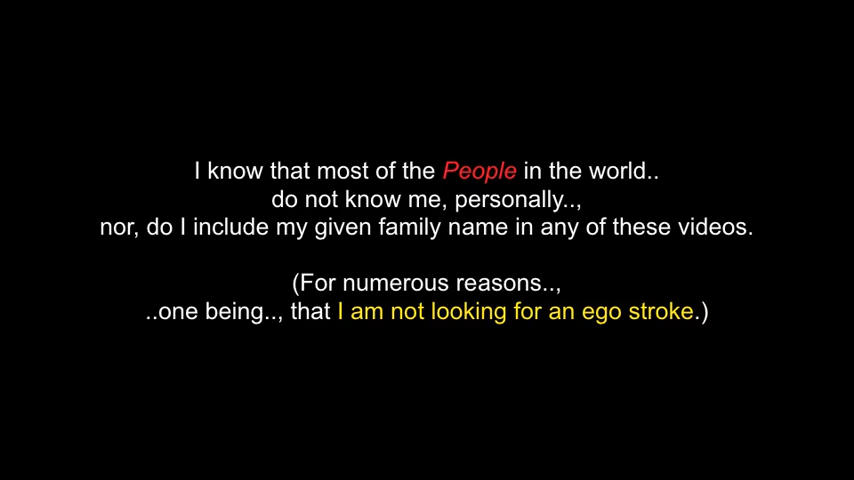 I know that most of the People in the world..
do not know me, personally..,
nor, do I include my given family name in any of these videos.
(For numerous reasons..,
..one being.., that I am not looking for an ego stroke.)